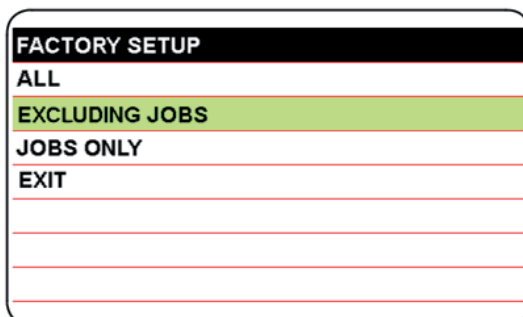 FACTORY SETUP
ALL
EXCLUDING JOBS
JOBS ONLY
EXIT